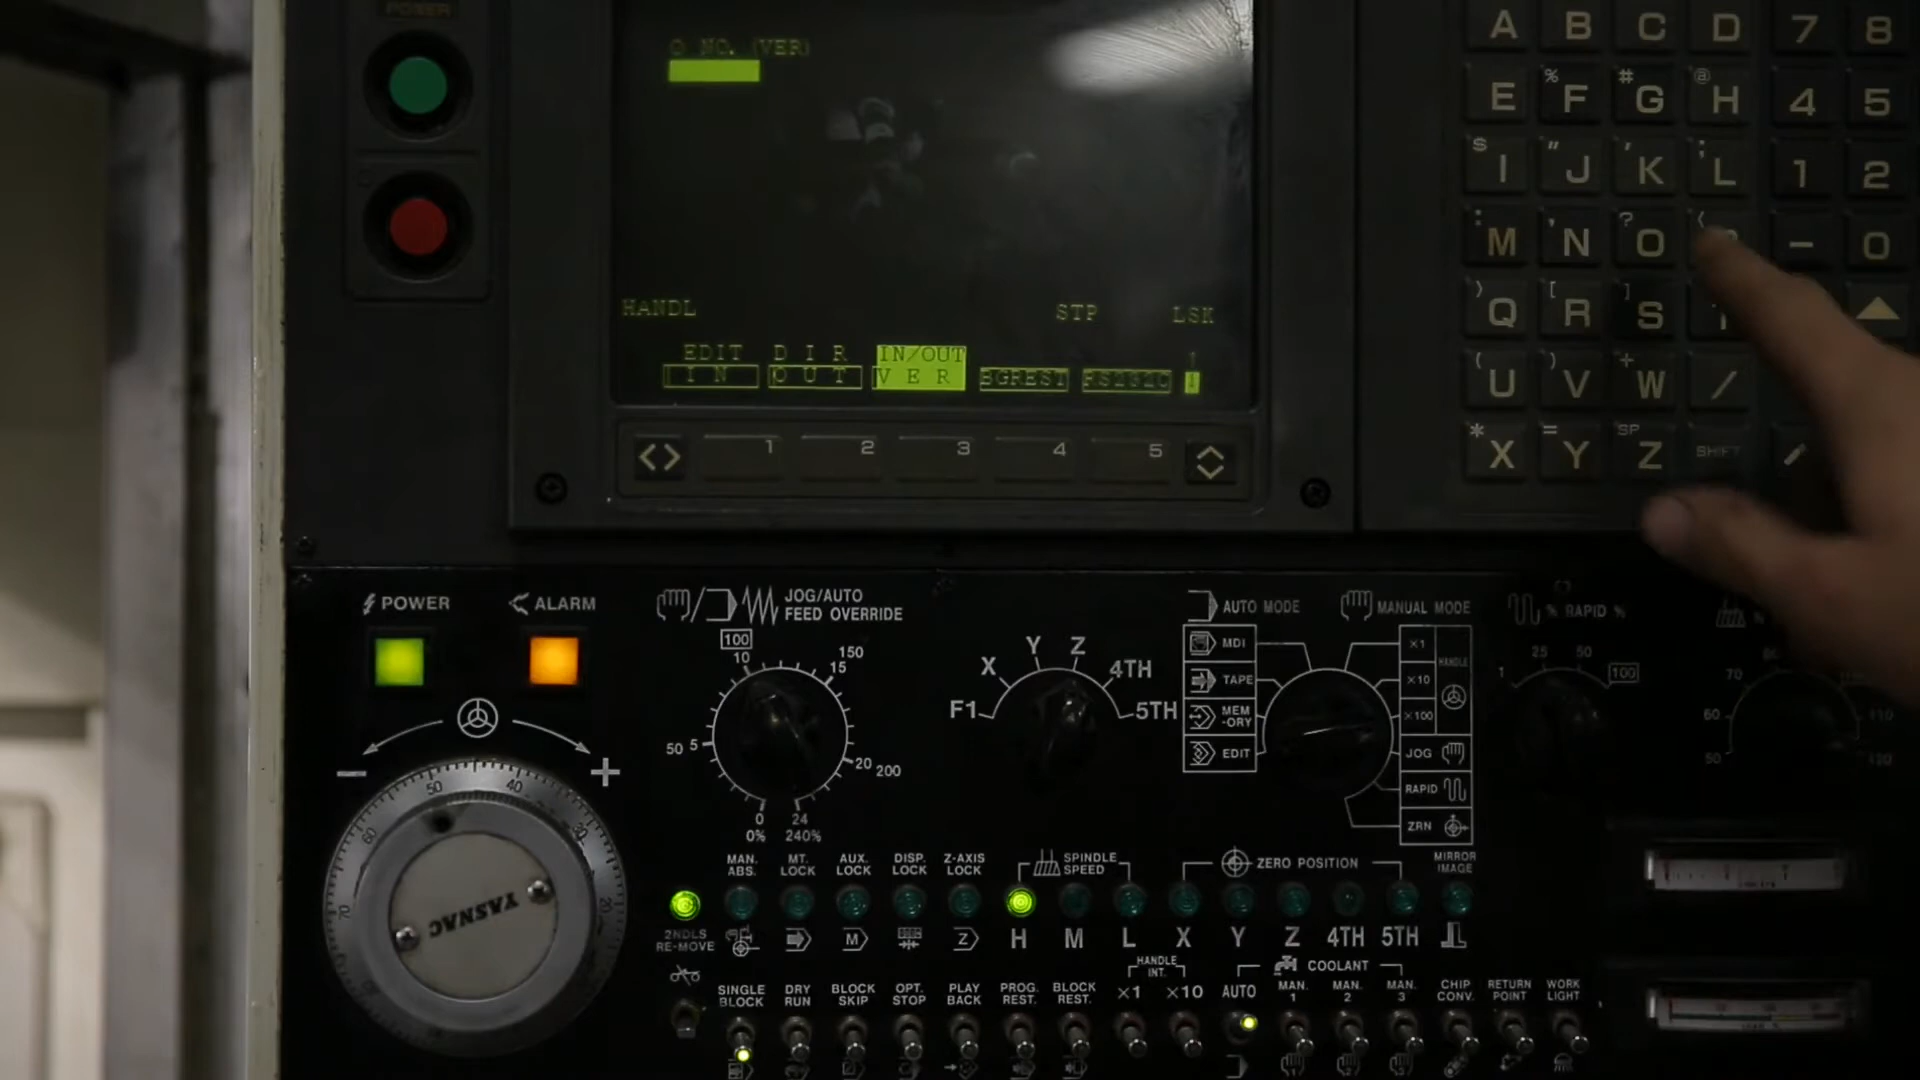 POWER
O NO. (VER)
HANDL STP LSK
EDIT DIR IN/OUT
IN OUT VER BGREST
1 2 3 4 5
A B C D 7 8
E % F # G @ H 4 5
S I " J ' K ; L 1 2
: M ' N ? O ( - 0
) Q [ R ] S
( U ) V + W /
* X = Y SP Z SHIFT
POWER
ALARM
- +
50 40 30 20
60 70
YASNAC
JOG/AUTO
FEED OVERRIDE
100
10 150
15
50 5
20 200
0 24
0% 240%
F1 X Y Z 4TH 5TH
AUTO MODE
MDI
TAPE
MEM
-ORY
EDIT
MANUAL MODE
×1
×10
×100
HANDLE
JOG
RAPID
ZRN
% RAPID %
1 25 50 100
%
70
60
50
110
120
MAN.
ABS.
MT.
LOCK
AUX.
LOCK
DISP.
LOCK
Z-AXIS
LOCK
SPINDLE
SPEED
ZERO POSITION
MIRROR
IMAGE
2NDLS
RE-MOVE
M Z
H M L X Y Z 4TH 5TH
HANDLE
INT.
COOLANT
SINGLE
BLOCK
DRY
RUN
BLOCK
SKIP
OPT.
STOP
PLAY
BACK
PROG.
REST.
BLOCK
REST.
×1 ×10
AUTO
MAN.
1
MAN.
2
MAN.
3
CHIP
CONV.
RETURN
POINT
WORK
LIGHT